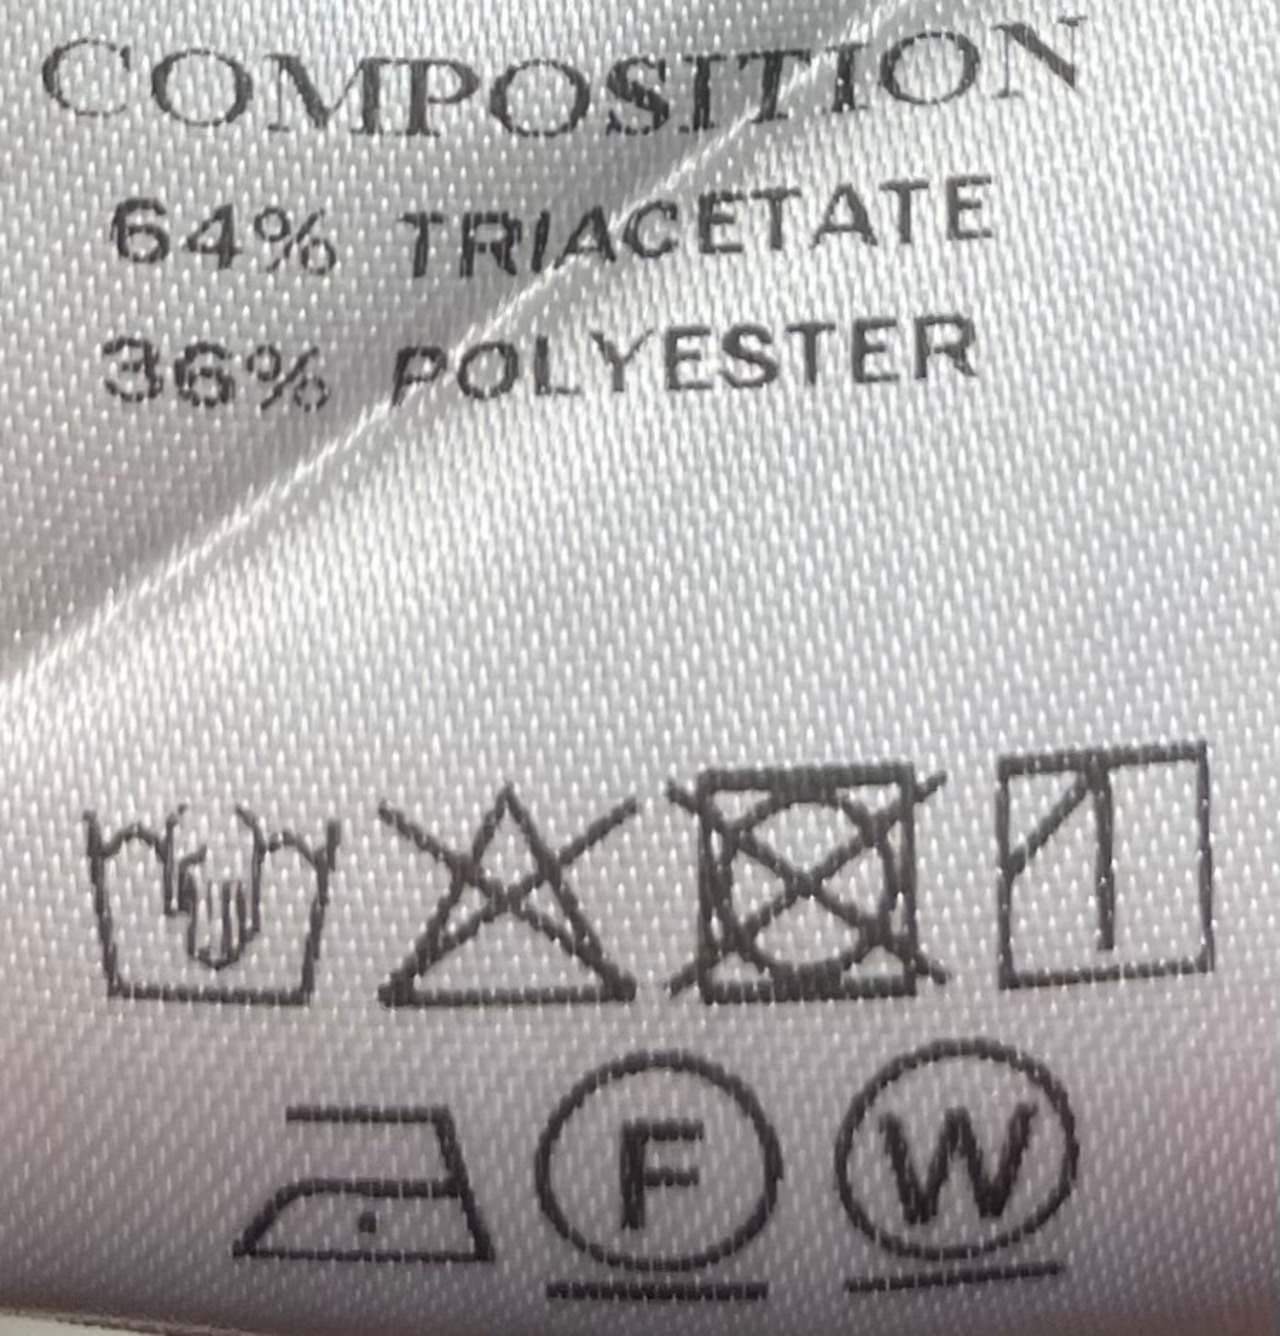 COMPOSITION
64% TRIACETATE
36% POLYESTER
F W